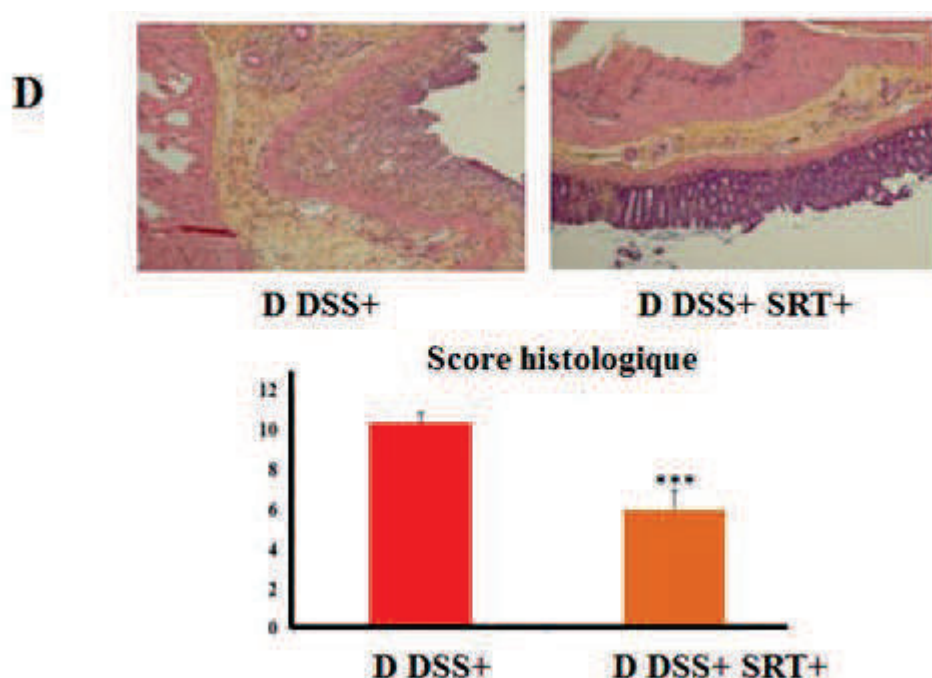 D
D DSS+ D DSS+ SRT+
Score histologique
12
10
8
6
4
2
0
***
D DSS+ D DSS+ SRT+